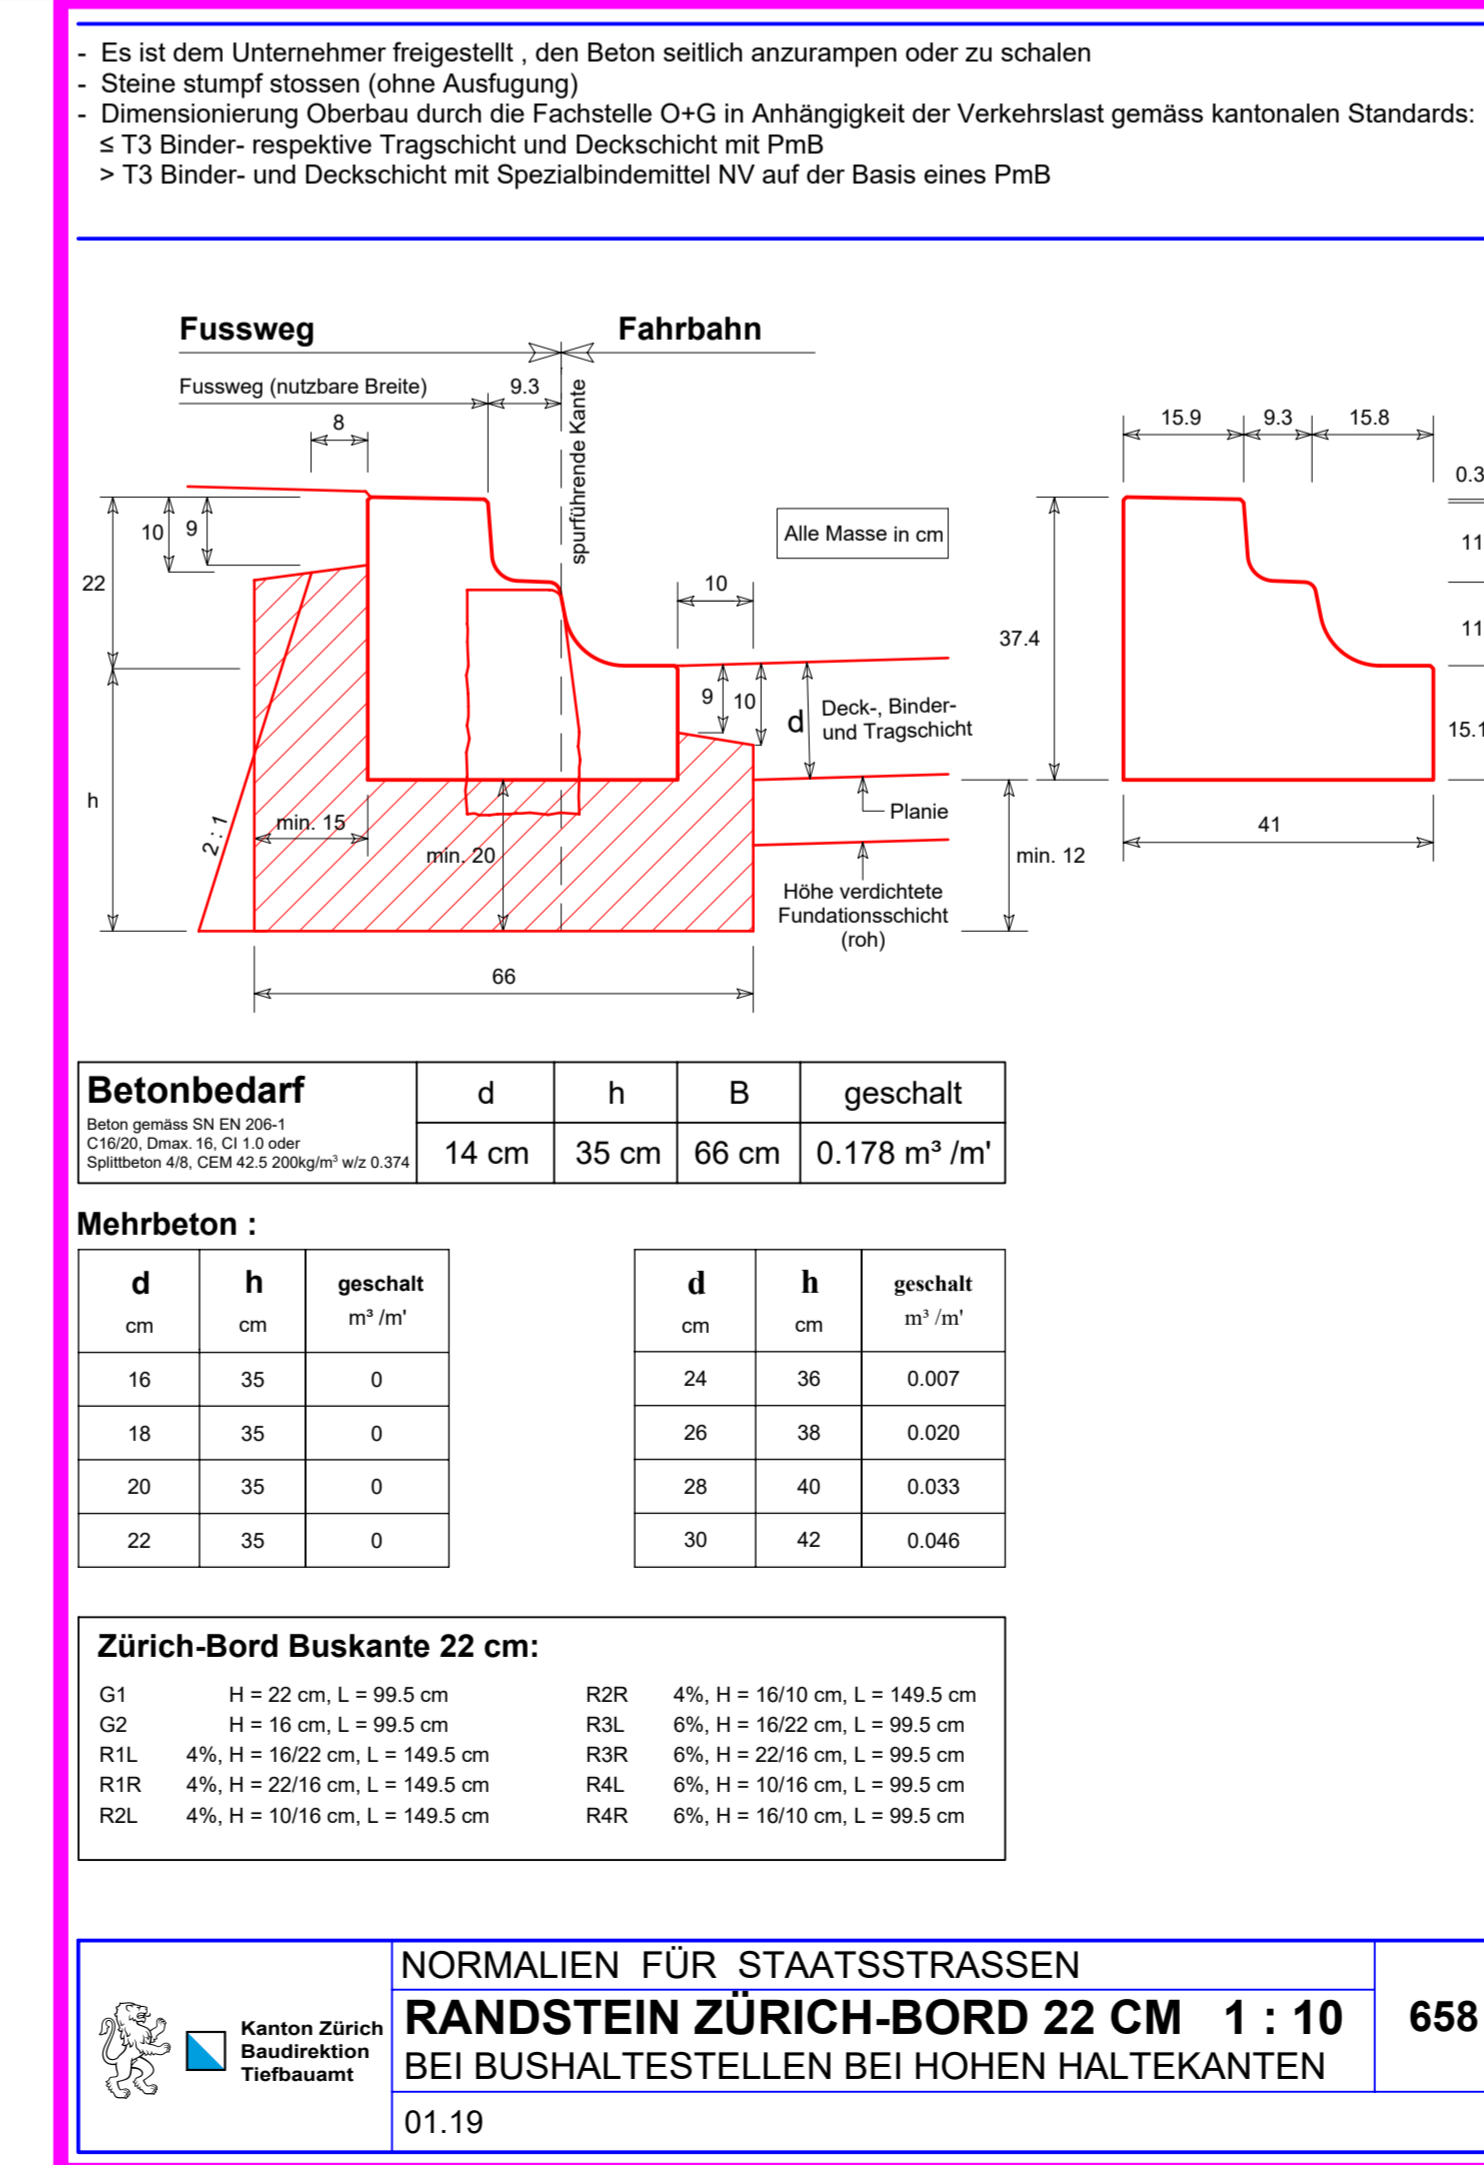 - Es ist dem Unternehmer freigestellt , den Beton seitlich anzurampen oder zu schalen
- Steine stumpf stossen (ohne Ausfugung)
- Dimensionierung Oberbau durch die Fachstelle O+G in Anhängigkeit der Verkehrslast gemäss kantonalen Standards:
≤ T3 Binder- respektive Tragschicht und Deckschicht mit PmB
> T3 Binder- und Deckschicht mit Spezialbindemittel NV auf der Basis eines PmB
Fussweg Fahrbahn
Fussweg (nutzbare Breite) 9.3
spurführende Kante
8
15.9 9.3 15.8
0.3
10 9
Alle Masse in cm
11
22
10
37.4
11
9 10
d
Deck-, Binder-
und Tragschicht
15.1
h
2 : 1
min. 15
min. 20
Planie
min. 12
41
Höhe verdichtete
Fundationsschicht
(roh)
66
Betonbedarf d h B geschalt
Beton gemäss SN EN 206-1
C16/20, Dmax. 16, Cl 1.0 oder
Splittbeton 4/8, CEM 42.5 200kg/m³ w/z 0.374
14 cm 35 cm 66 cm 0.178 m³ /m'
Mehrbeton :
d h geschalt
cm cm m³ /m'
16 35 0
18 35 0
20 35 0
22 35 0
d h geschalt
cm cm m³ /m'
24 36 0.007
26 38 0.020
28 40 0.033
30 42 0.046
Zürich-Bord Buskante 22 cm:
G1 H = 22 cm, L = 99.5 cm
G2 H = 16 cm, L = 99.5 cm
R1L 4%, H = 16/22 cm, L = 149.5 cm
R1R 4%, H = 22/16 cm, L = 149.5 cm
R2L 4%, H = 10/16 cm, L = 149.5 cm
R2R 4%, H = 16/10 cm, L = 149.5 cm
R3L 6%, H = 16/22 cm, L = 99.5 cm
R3R 6%, H = 22/16 cm, L = 99.5 cm
R4L 6%, H = 10/16 cm, L = 99.5 cm
R4R 6%, H = 16/10 cm, L = 99.5 cm
Kanton Zürich
Baudirektion
Tiefbauamt
NORMALIEN FÜR STAATSSTRASSEN
RANDSTEIN ZÜRICH-BORD 22 CM 1 : 10
BEI BUSHALTESTELLEN BEI HOHEN HALTEKANTEN
658
01.19